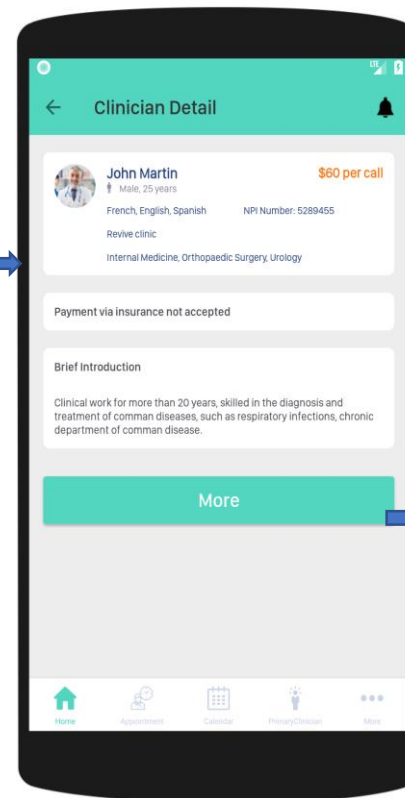 LTE
Clinician Detail
John Martin
$60 per call
Male, 25 years
French, English, Spanish NPI Number: 5289455
Revive clinic
Internal Medicine, Orthopaedic Surgery, Urology
Payment via insurance not accepted
Brief Introduction
Clinical work for more than 20 years, skilled in the diagnosis and
treatment of comman diseases, such as respiratory infections, chronic
department of comman disease.
More
Home Appointment Calendar PrimaryClinician More